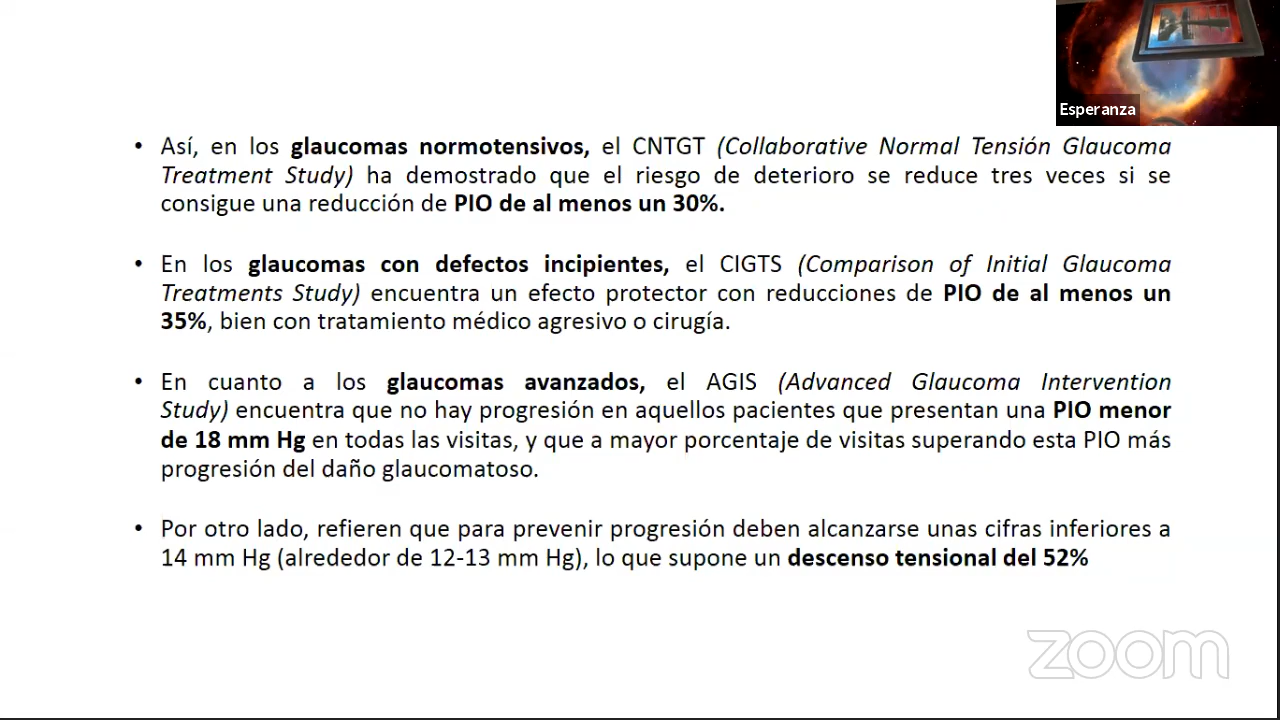 Esperanza
• Así, en los glaucomas normotensivos, el CNTGT (Collaborative Normal Tensión Glaucoma
Treatment Study) ha demostrado que el riesgo de deterioro se reduce tres veces si se
consigue una reducción de PIO de al menos un 30%.
• En los glaucomas con defectos incipientes, el CIGTS (Comparison of Initial Glaucoma
Treatments Study) encuentra un efecto protector con reducciones de PIO de al menos un
35%, bien con tratamiento médico agresivo o cirugía.
• En cuanto a los glaucomas avanzados, el AGIS (Advanced Glaucoma Intervention
Study) encuentra que no hay progresión en aquellos pacientes que presentan una PIO menor
de 18 mm Hg en todas las visitas, y que a mayor porcentaje de visitas superando esta PIO más
progresión del daño glaucomatoso.
• Por otro lado, refieren que para prevenir progresión deben alcanzarse unas cifras inferiores a
14 mm Hg (alrededor de 12-13 mm Hg), lo que supone un descenso tensional del 52%
zoom